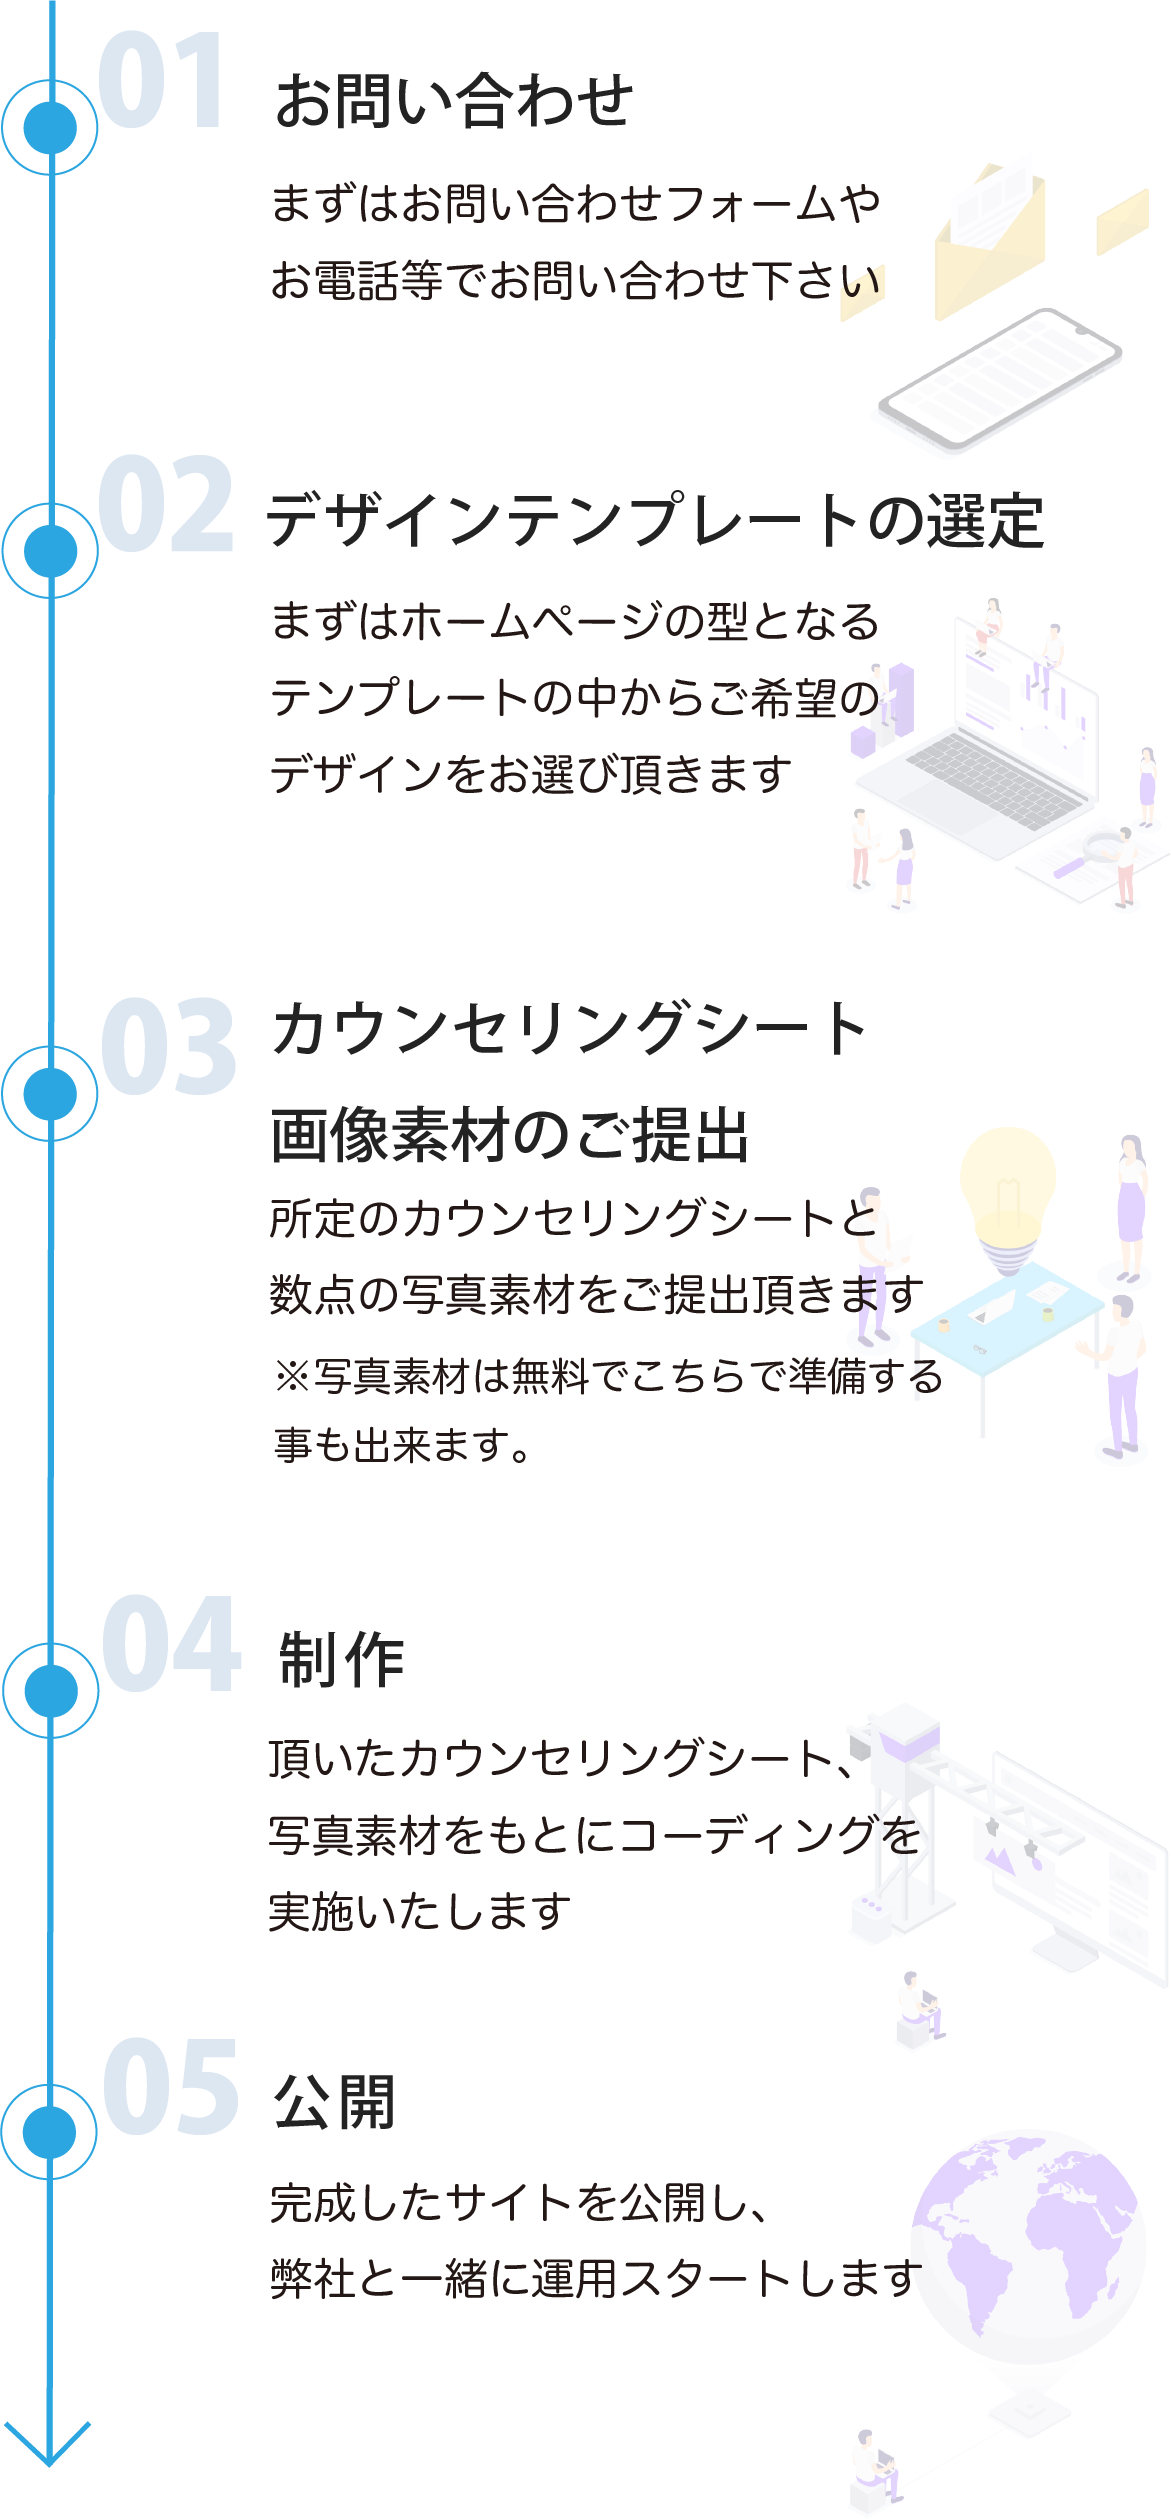 01
お問い合わせ
まずはお問い合わせフォームや
お電話等でお問い合わせ下さい
02
デザインテンプレートの選定
まずはホームページの型となる
テンプレートの中からご希望の
デザインをお選び頂きます
03
カウンセリングシート
画像素材のご提出
所定のカウンセリングシートと
数点の写真素材をご提出頂きます
※写真素材は無料でこちらで準備する
事も出来ます。
04
制作
頂いたカウンセリングシート、
写真素材をもとにコーディングを
実施いたします
05
公開
完成したサイトを公開し、
弊社と一緒に運用スタートします